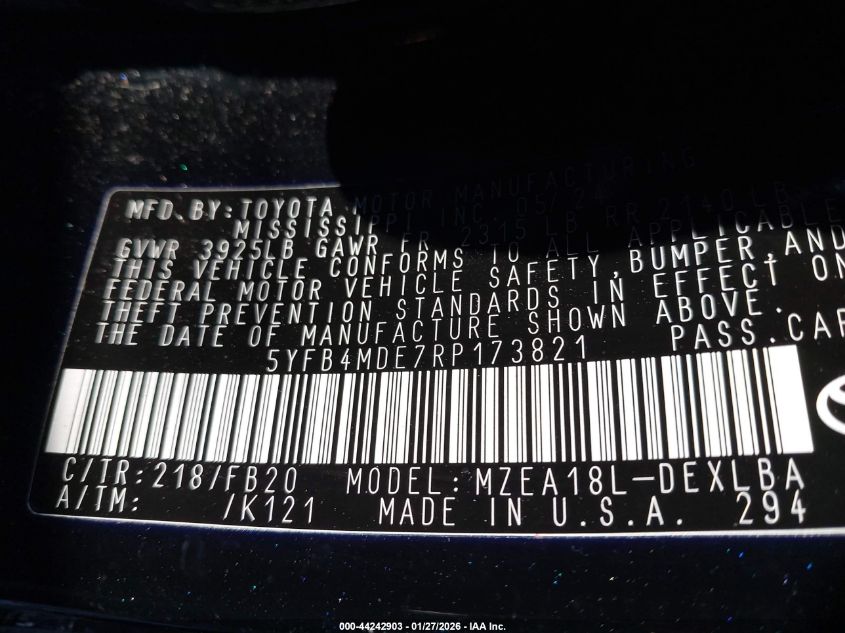 MFD. BY: TOYOTA MOTOR MANUFACTURING
MISSISSIPPI, INC. 05/
GVWR 3925LB GAWR FR 2315 LB RR 2140 LB
THIS VEHICLE CONFORMS TO ALL APPLICABLE
FEDERAL MOTOR VEHICLE SAFETY, BUMPER, AND
THEFT PREVENTION STANDARDS IN EFFECT ON
THE DATE OF MANUFACTURE SHOWN ABOVE.
5YFB4MDE7RP173821 PASS.CAR
C/TR:218/FB20 MODEL:MZEA18L-DEXLBA
A/TM: /K121 MADE IN U.S.A. 294
000-44242903 - 01/27/2026 - IAA Inc.